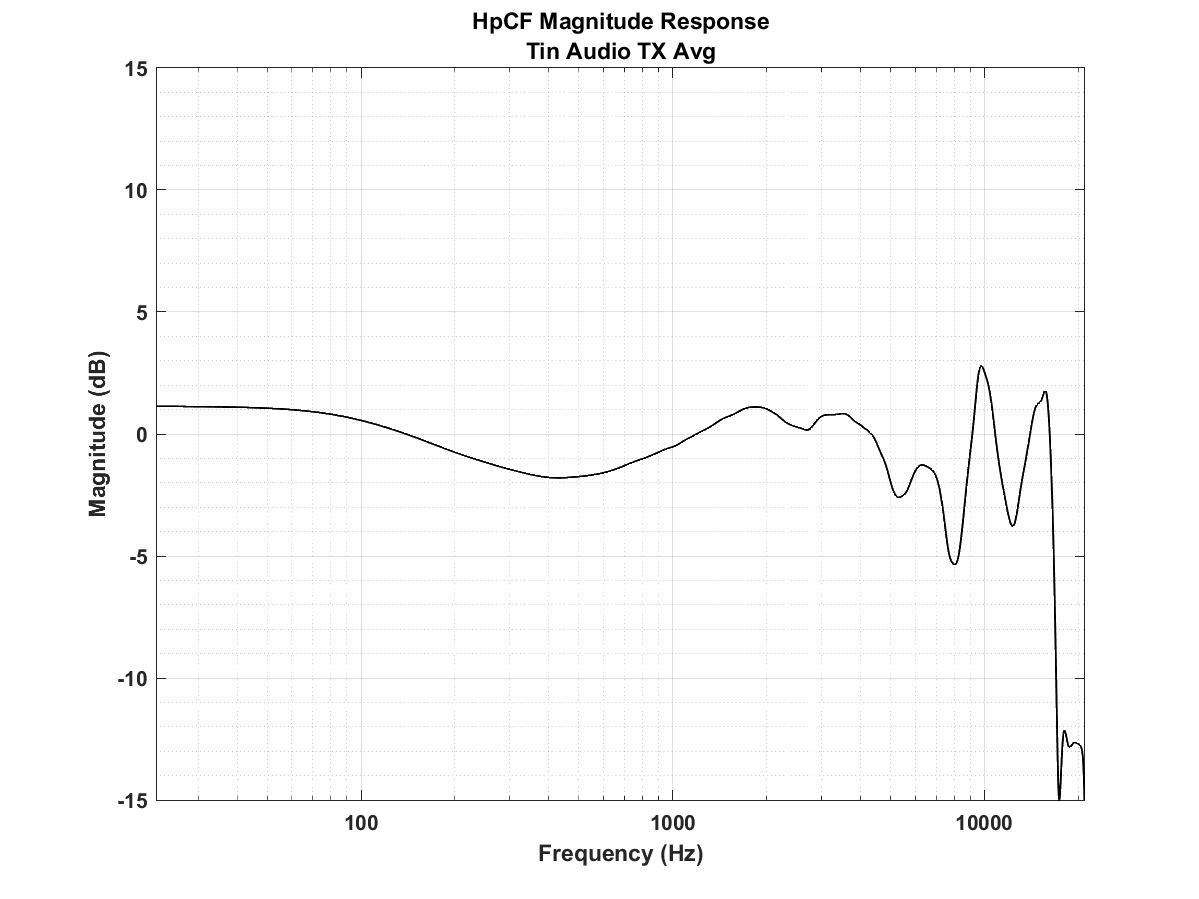 HpCF Magnitude Response
Tin Audio TX Avg
15
10
5
0
-5
-10
-15
Magnitude (dB)
100 1000 10000
Frequency (Hz)